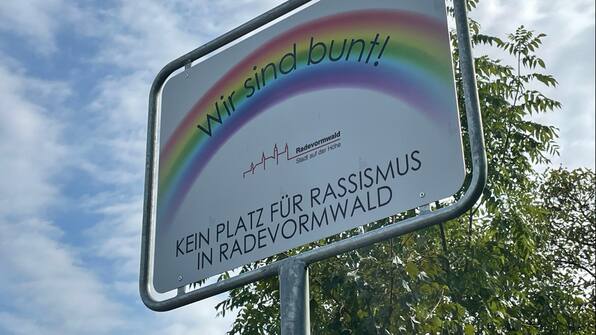 Wir sind bunt!
Radevormwald
Stadt auf der Höhe
KEIN PLATZ FÜR RASSISMUS
IN RADEVORMWALD